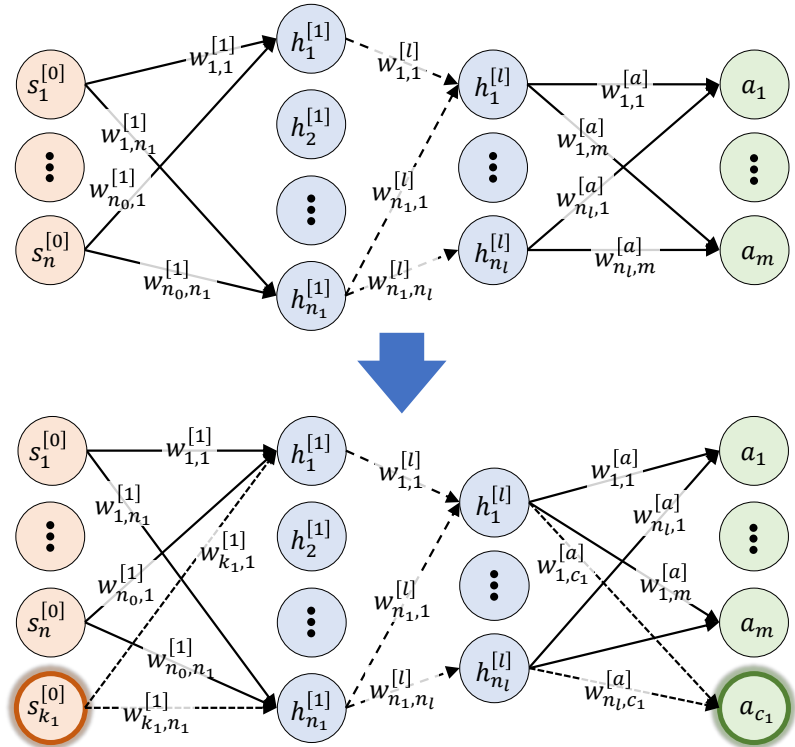 s_1^{[0]} w_{1,1}^{[1]} h_1^{[1]} w_{1,1}^{[l]} h_1^{[l]} w_{1,1}^{[a]} a_1
w_{1,n_1}^{[1]} h_2^{[1]} w_{1,m}^{[a]}
w_{n_0,1}^{[1]} w_{n_1,1}^{[l]} w_{n_l,1}^{[a]}
s_n^{[0]} h_{n_l}^{[l]} w_{n_l,m}^{[a]} a_m
w_{n_0,n_1}^{[1]} h_{n_1}^{[1]} w_{n_1,n_l}^{[l]}
s_1^{[0]} w_{1,1}^{[1]} h_1^{[1]} w_{1,1}^{[l]} w_{1,1}^{[a]} a_1
w_{1,n_1}^{[1]} h_1^{[l]} w_{n_l,1}^{[a]}
w_{k_1,1}^{[1]} h_2^{[1]} w_{1,c_1}^{[a]}
w_{n_0,1}^{[1]} w_{n_1,1}^{[l]} w_{1,m}^{[a]}
s_n^{[0]} w_{n_0,n_1}^{[1]} h_{n_l}^{[l]} a_m
s_{k_1}^{[0]} w_{k_1,n_1}^{[1]} h_{n_1}^{[1]} w_{n_1,n_l}^{[l]} w_{n_l,c_1}^{[a]} a_{c_1}